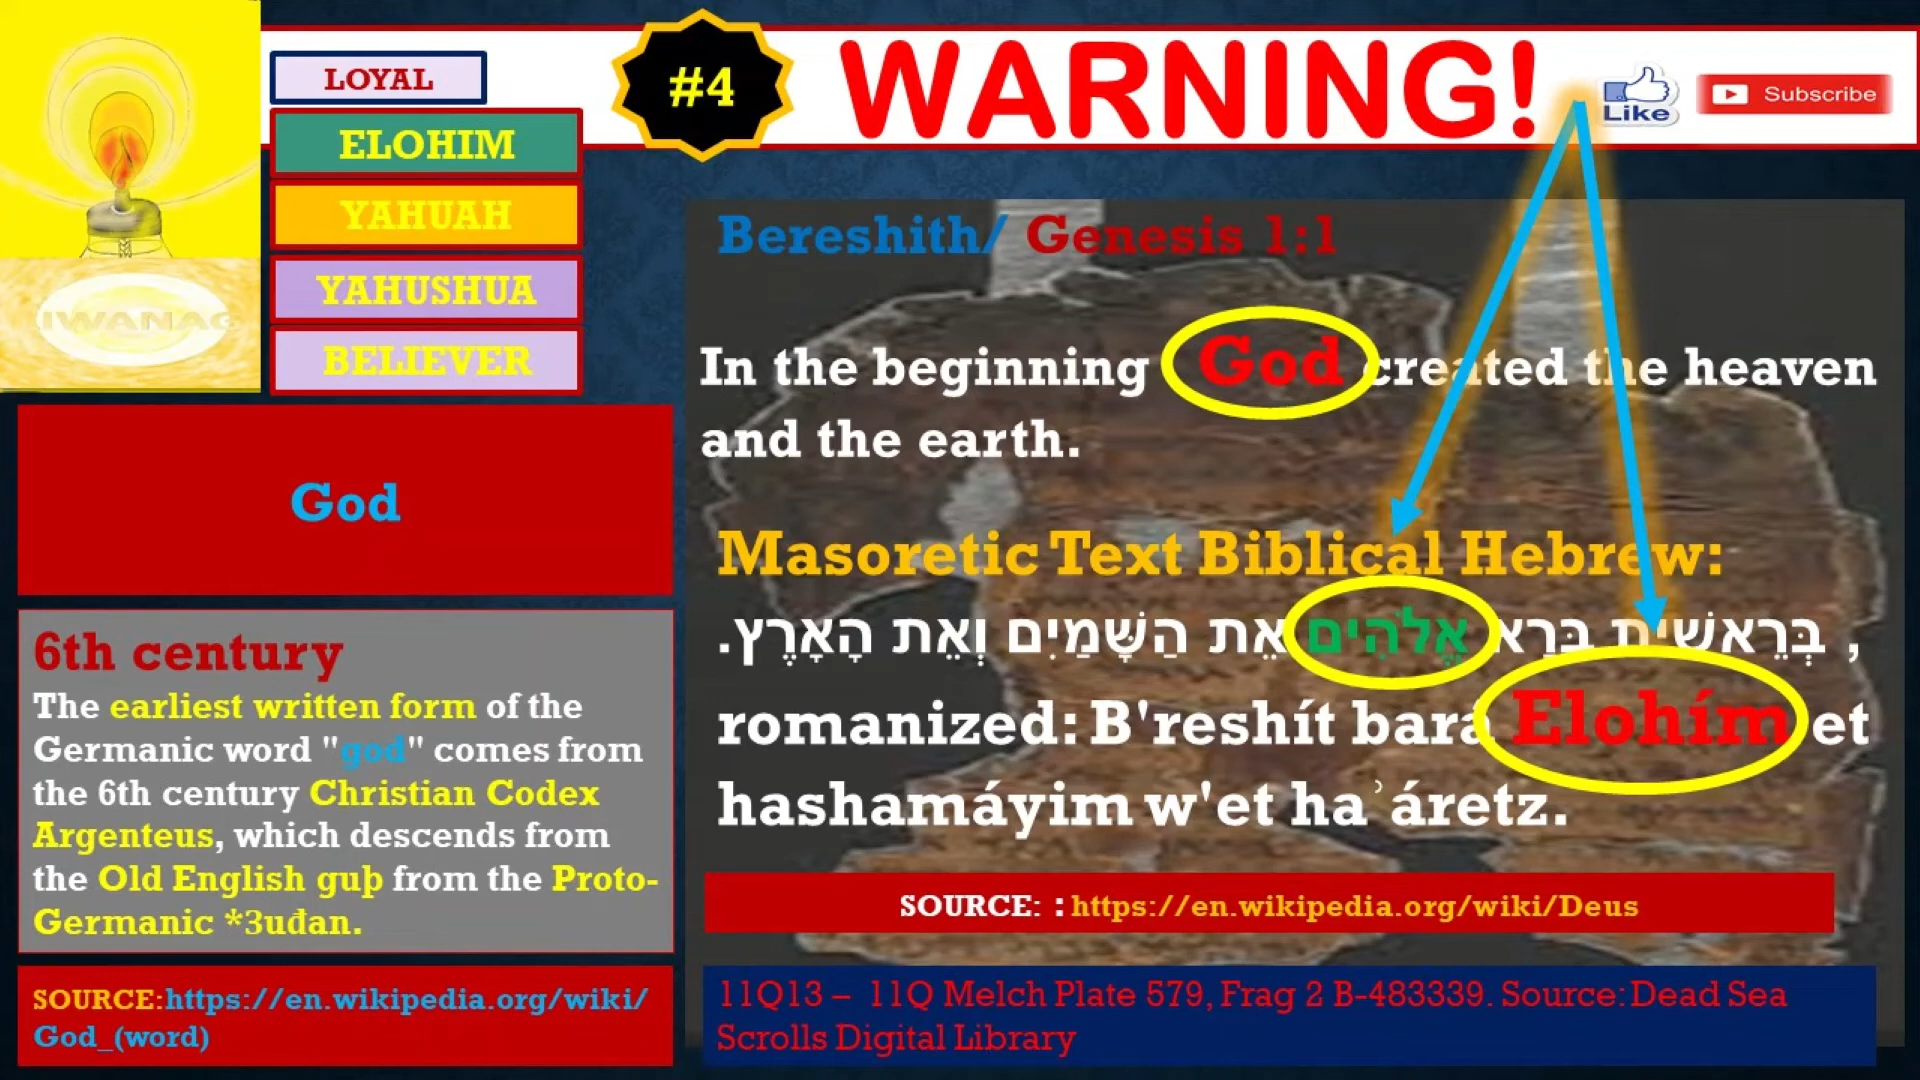 LOYAL
ELOHIM
YAHUAH
YAHUSHUA
BELIEVER
IWANAG
#4
WARNING!
Like
Subscribe
God
6th century
The earliest written form of the
Germanic word "god" comes from
the 6th century Christian Codex
Argenteus, which descends from
the Old English guþ from the Proto-
Germanic *3uđan.
SOURCE:https://en.wikipedia.org/wiki/
God_(word)
Bereshith/ Genesis 1:1
In the beginning God created the heaven
and the earth.
Masoretic Text Biblical Hebrew:
, בְּרֵאשִׁית בָּרָא אֱלֹהִים אֵת הַשָּׁמַיִם וְאֵת הָאָרֶץ.
romanized: B'reshít bará Elohím et
hashamáyim w'et haʾáretz.
SOURCE: : https://en.wikipedia.org/wiki/Deus
11Q13 – 11Q Melch Plate 579, Frag 2 B-483339. Source: Dead Sea
Scrolls Digital Library